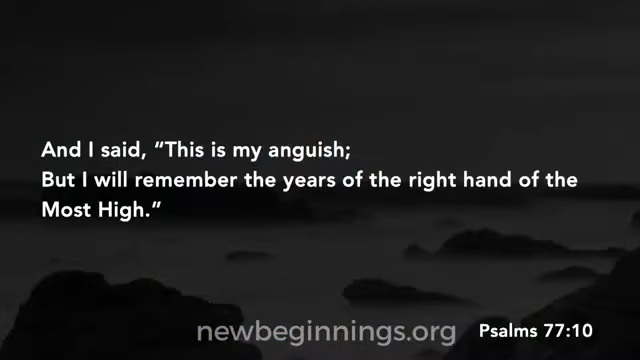 And I said, “This is my anguish;
But I will remember the years of the right hand of the
Most High.”
newbeginnings.org Psalms 77:10